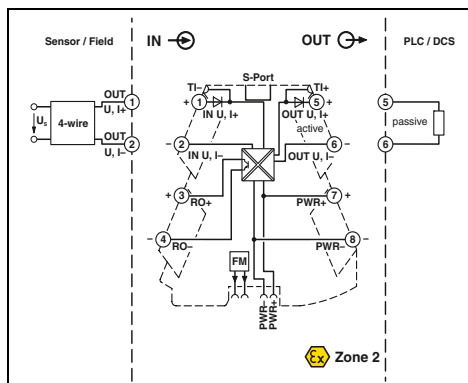 Sensor / Field
IN
OUT
PLC / DCS
S-Port
TI–
TI+
OUT
U, I+
1
+
1
IN U, I+
OUT U, I+
5
+
5
Us
4-wire
active
passive
OUT
U, I–
2
–
2
IN U, I–
OUT U, I–
6
–
6
+
3
RO+
PWR+
7
+
–
4
RO–
PWR–
8
–
FM
PWR–
PWR+
Ex
Zone 2